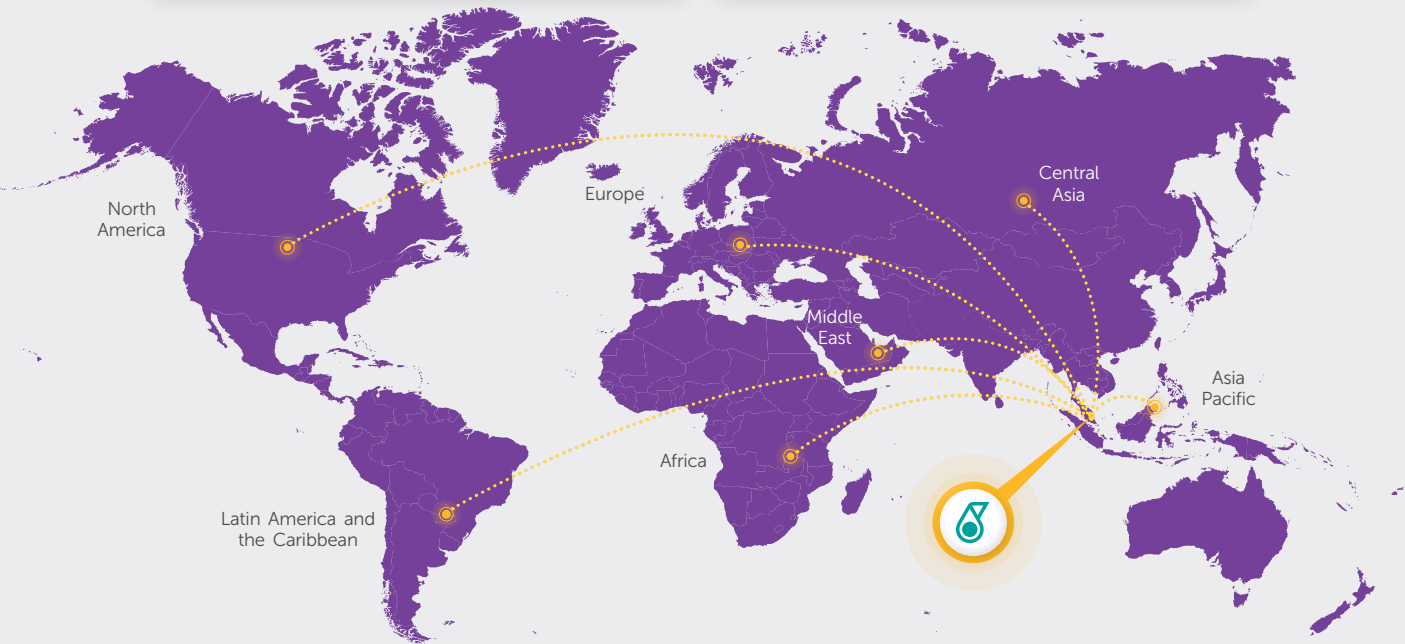 North
America
Europe
Central
Asia
Middle
East
Asia
Pacific
Africa
Latin America and
the Caribbean